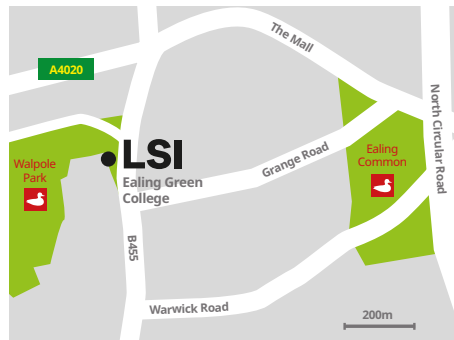 The Mall
A4020
North Circular Road
LSI
Ealing Green
College
Walpole
Park
Grange Road
Ealing
Common
B455
Warwick Road
200m